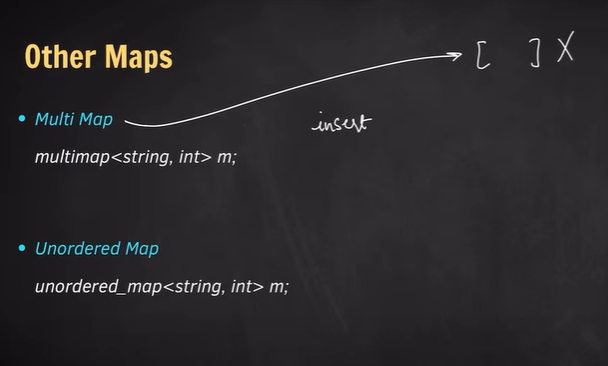 Other Maps
[ ] X
• Multi Map
insert
multimap<string, int> m;
• Unordered Map
unordered_map<string, int> m;